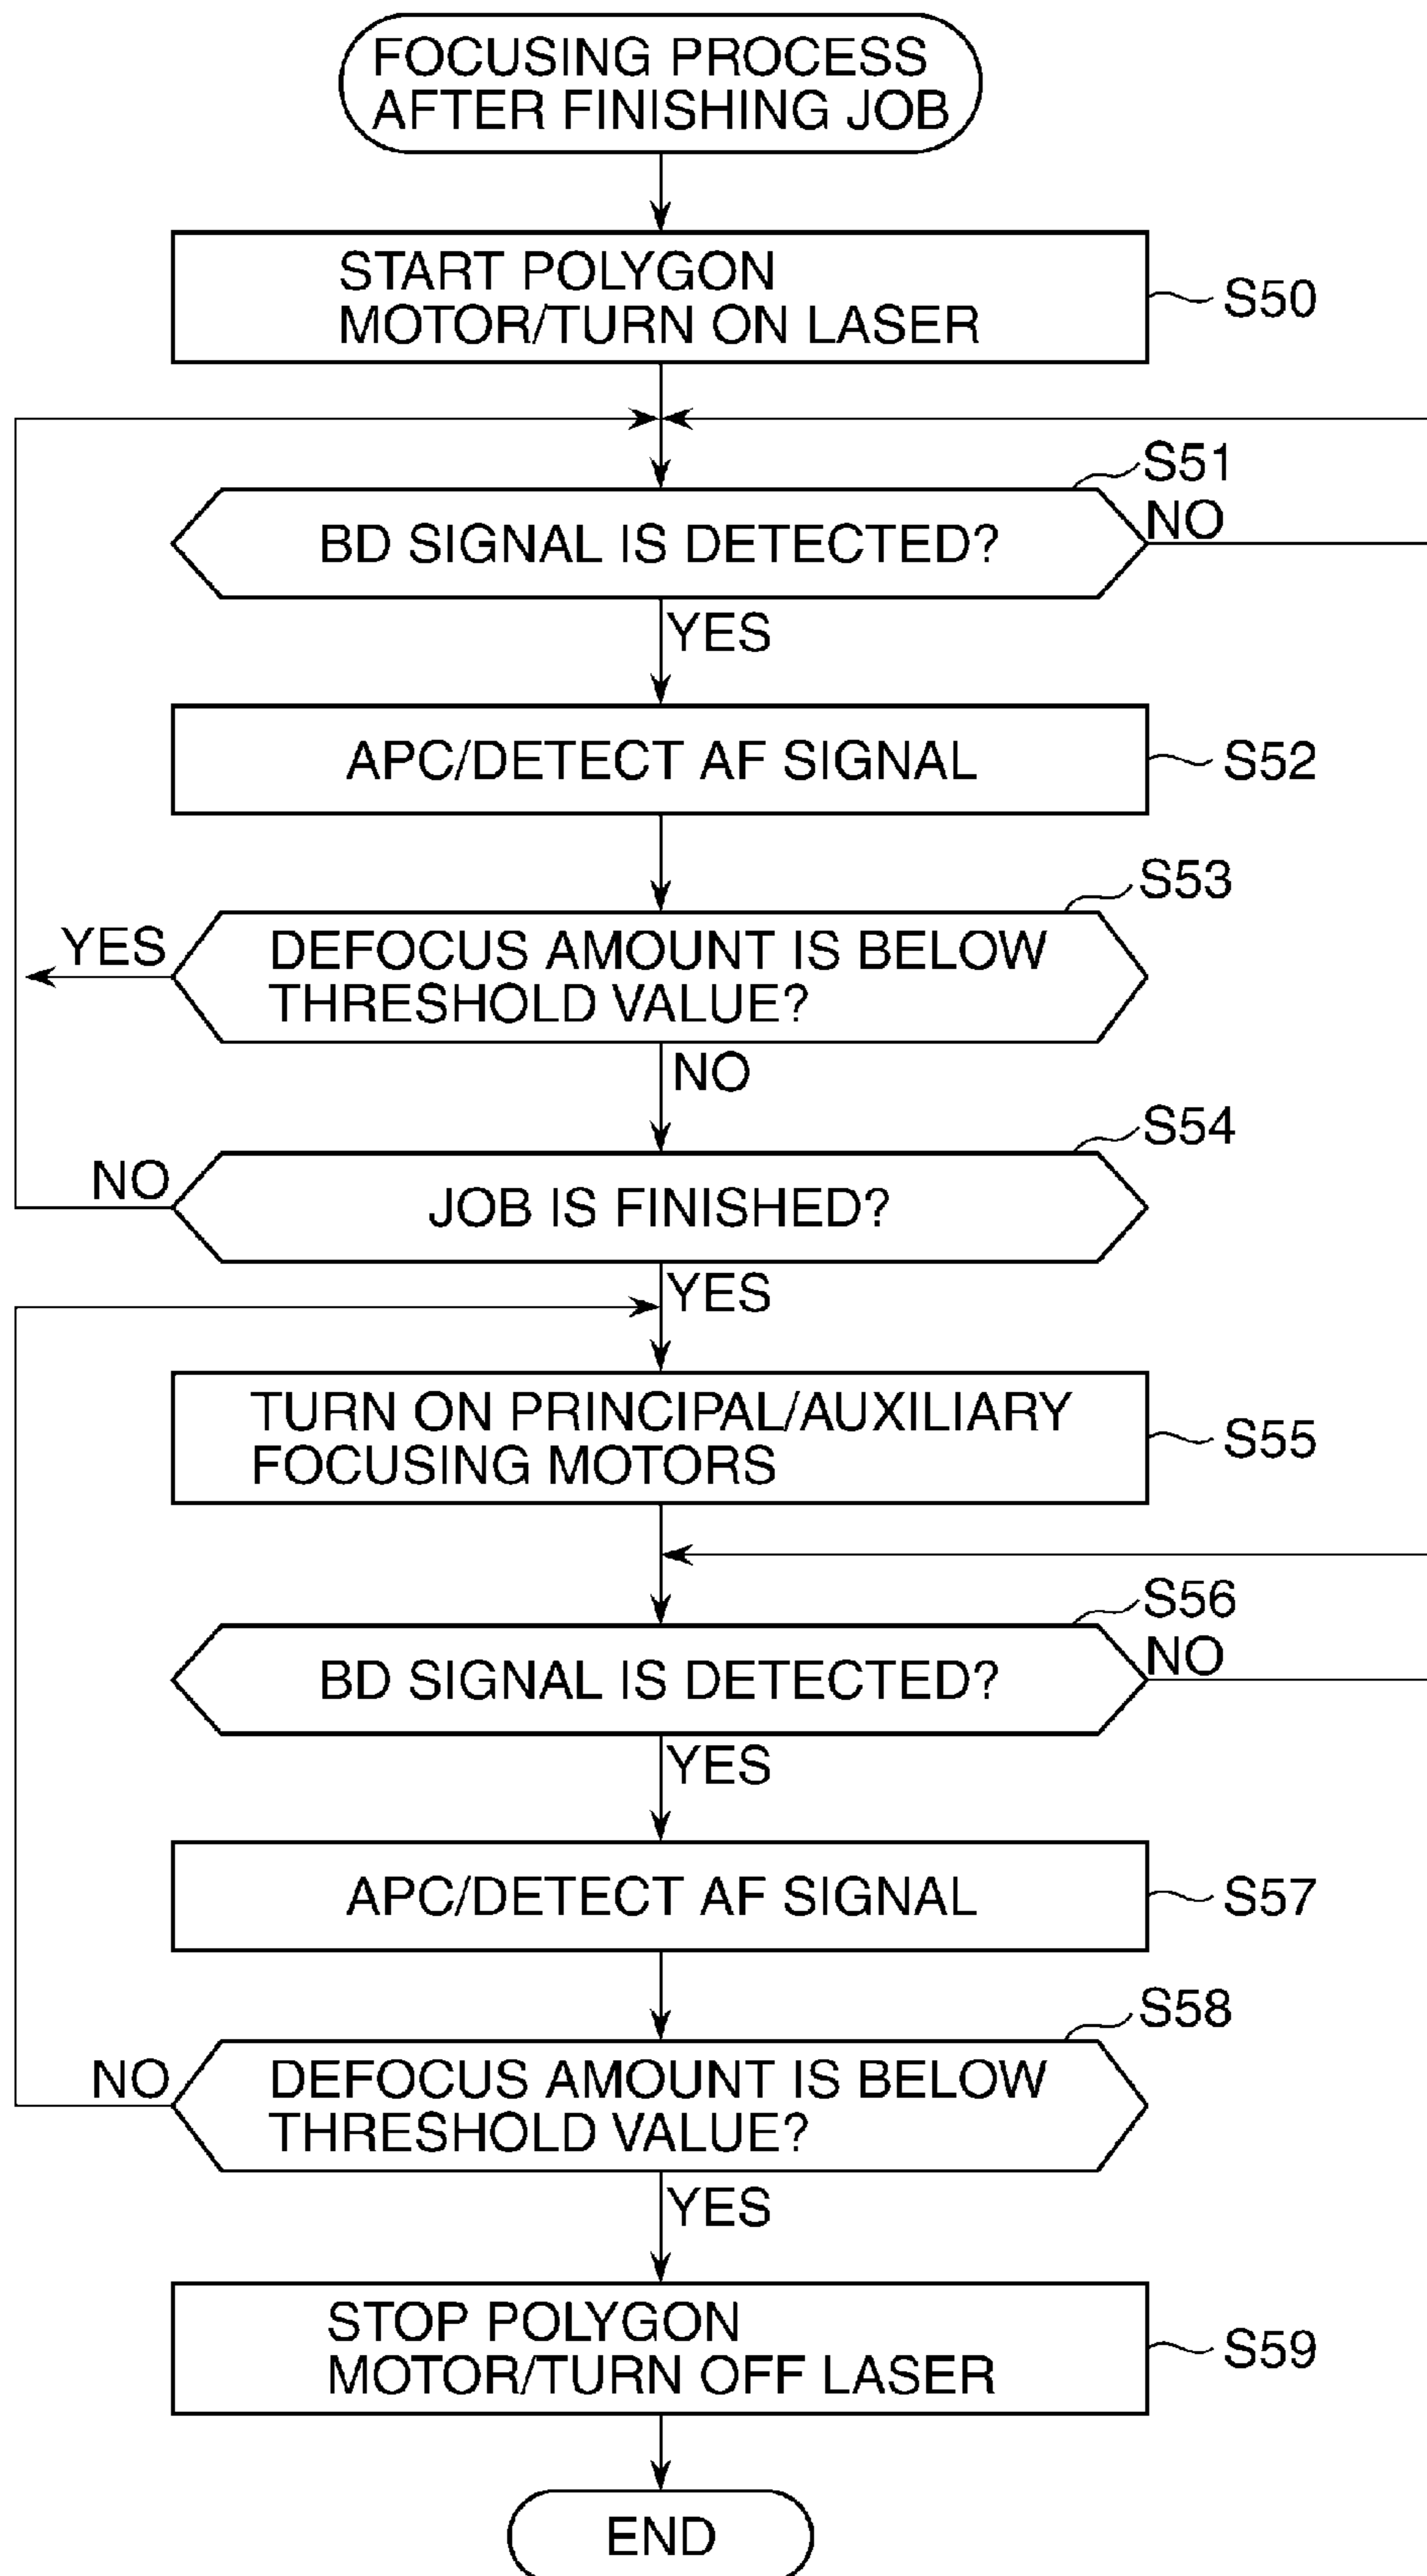 FOCUSING PROCESS
AFTER FINISHING JOB
START POLYGON
MOTOR/TURN ON LASER
S50
S51
BD SIGNAL IS DETECTED?
NO
YES
APC/DETECT AF SIGNAL
S52
S53
YES
DEFOCUS AMOUNT IS BELOW
THRESHOLD VALUE?
NO
S54
NO
JOB IS FINISHED?
YES
TURN ON PRINCIPAL/AUXILIARY
FOCUSING MOTORS
S55
S56
BD SIGNAL IS DETECTED?
NO
YES
APC/DETECT AF SIGNAL
S57
S58
NO
DEFOCUS AMOUNT IS BELOW
THRESHOLD VALUE?
YES
STOP POLYGON
MOTOR/TURN OFF LASER
S59
END